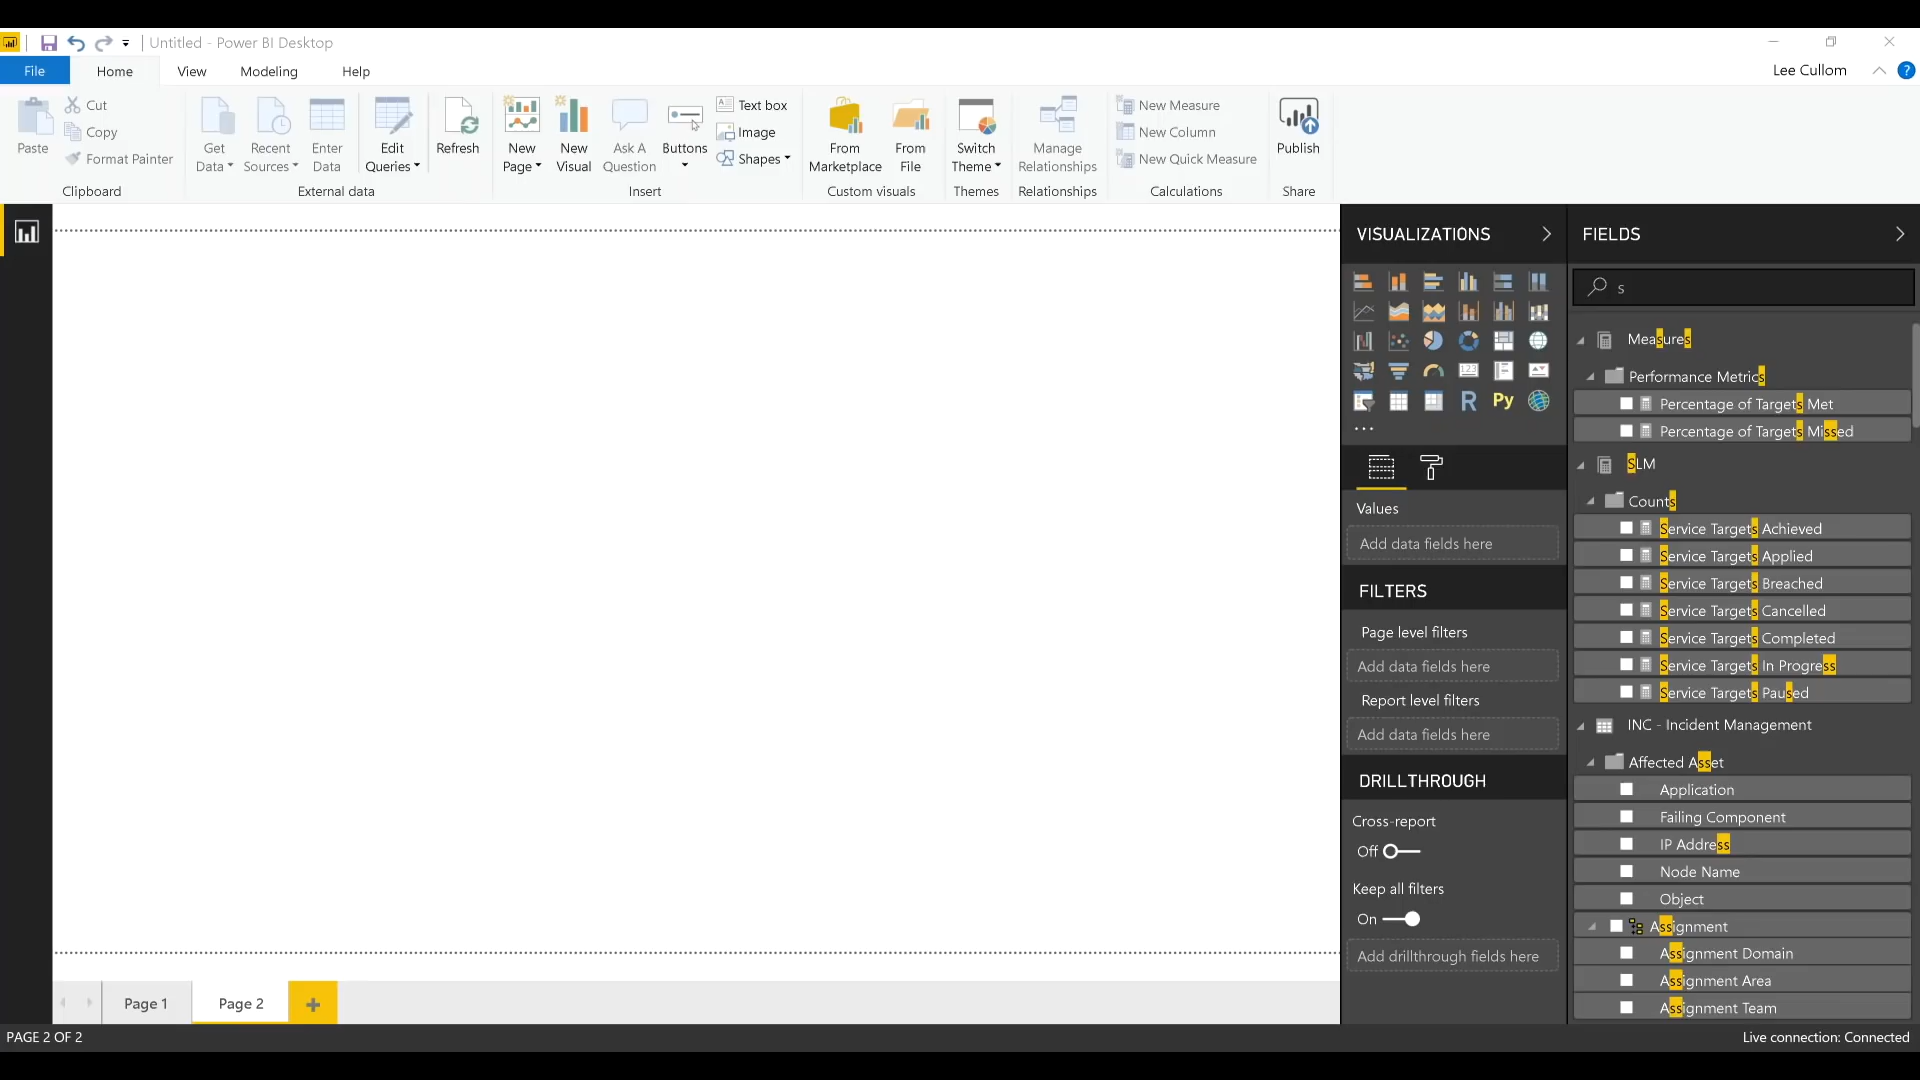 Untitled - Power BI Desktop
File Home View Modeling Help Lee Cullom ?
Paste
Cut
Copy
Format Painter
Clipboard
Get Data
Recent Sources
Enter Data
External data
Edit Queries
Refresh
New Page
New Visual
Ask A Question
Buttons
Text box
Image
Shapes
Insert
From Marketplace
From File
Custom visuals
Switch Theme
Themes
Manage Relationships
Relationships
New Measure
New Column
New Quick Measure
Calculations
Publish
Share
VISUALIZATIONS
123
R Py
Values
Add data fields here
FILTERS
Page level filters
Add data fields here
Report level filters
Add data fields here
DRILLTHROUGH
Cross-report
Off
Keep all filters
On
Add drillthrough fields here
FIELDS
s
Measures
Performance Metrics
Percentage of Targets Met
Percentage of Targets Missed
SLM
Counts
Service Targets Achieved
Service Targets Applied
Service Targets Breached
Service Targets Cancelled
Service Targets Completed
Service Targets In Progress
Service Targets Paused
INC - Incident Management
Affected Asset
Application
Failing Component
IP Address
Node Name
Object
Assignment
Assignment Domain
Assignment Area
Assignment Team
Page 1 Page 2 +
PAGE 2 OF 2
Live connection: Connected